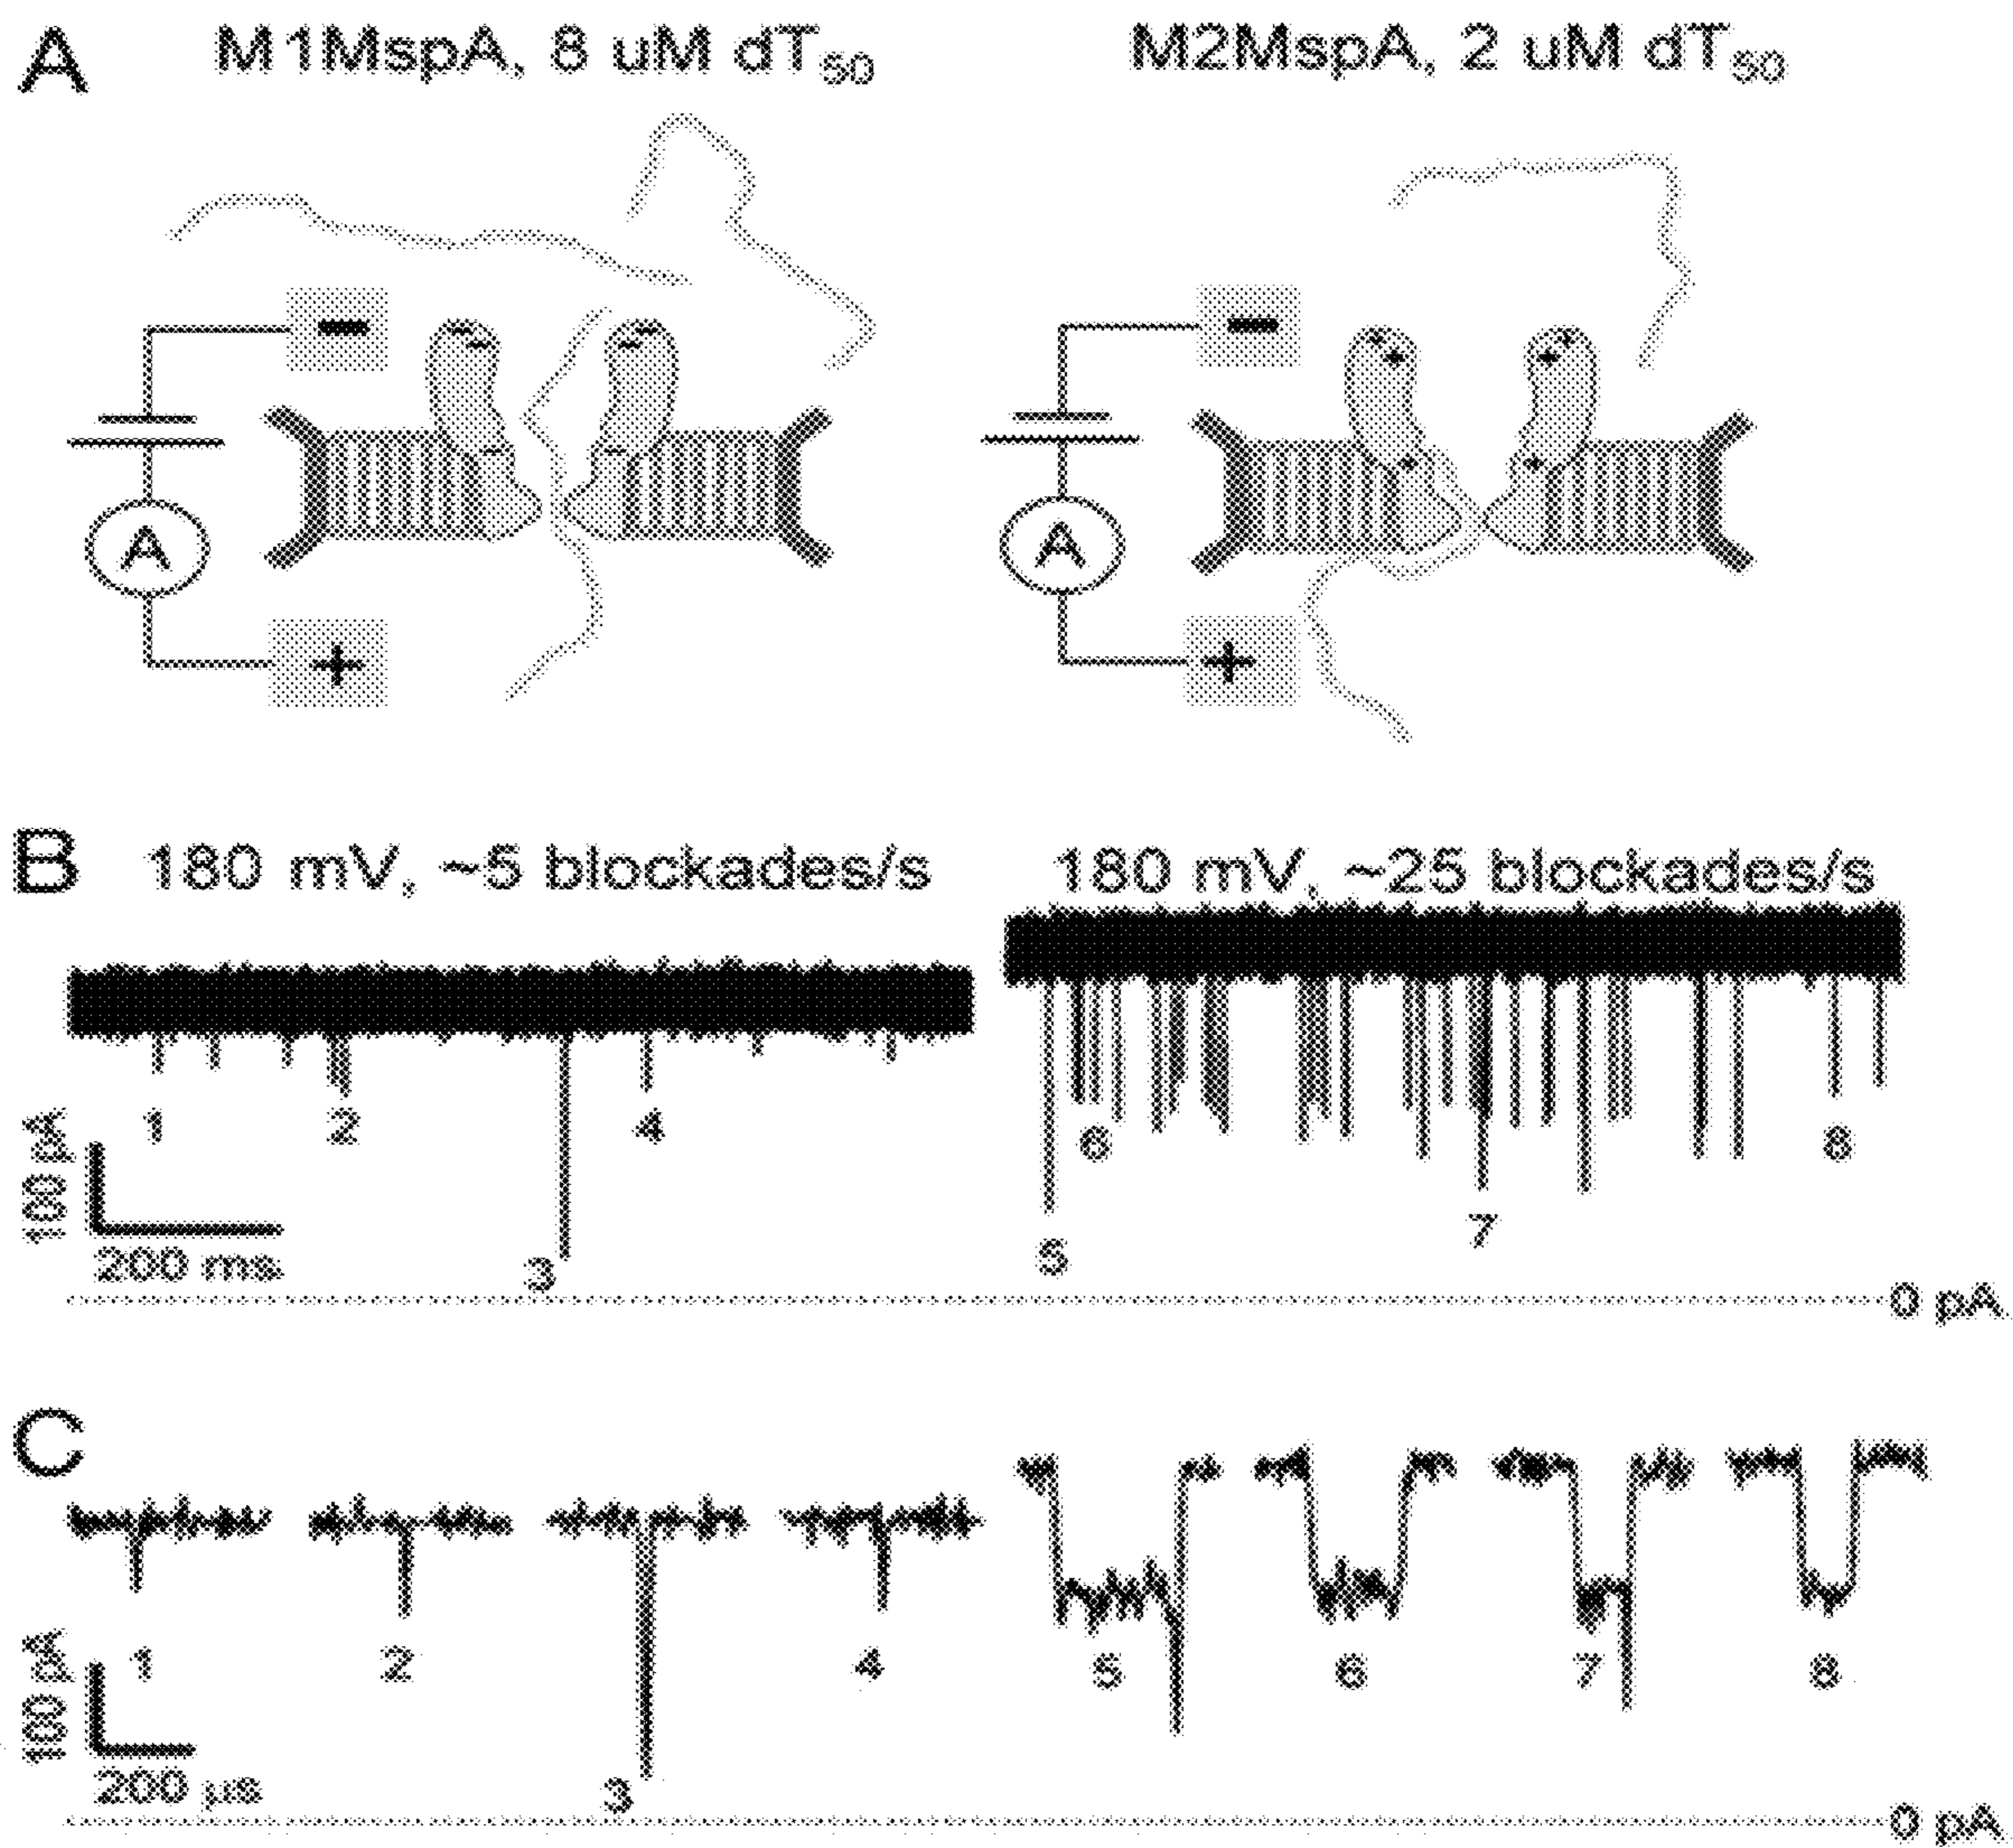 A M1MspA, 8 uM dT50 M2MspA, 2 uM dT50
− −
− − − − + + + +
− − + +
A A
+ +
B 180 mV, ~5 blockades/s 180 mV, ~25 blockades/s
1 2 4 6 8
100 pA
7
200 ms 3 5
0 pA
C
1 2 4 5 6 7 8
100 pA
200 µs 3
0 pA